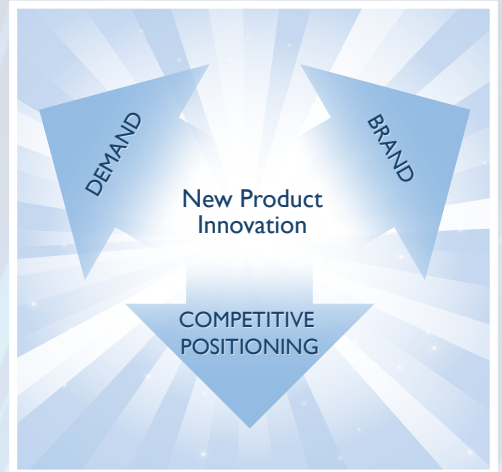 DEMAND
BRAND
New Product
Innovation
COMPETITIVE
POSITIONING